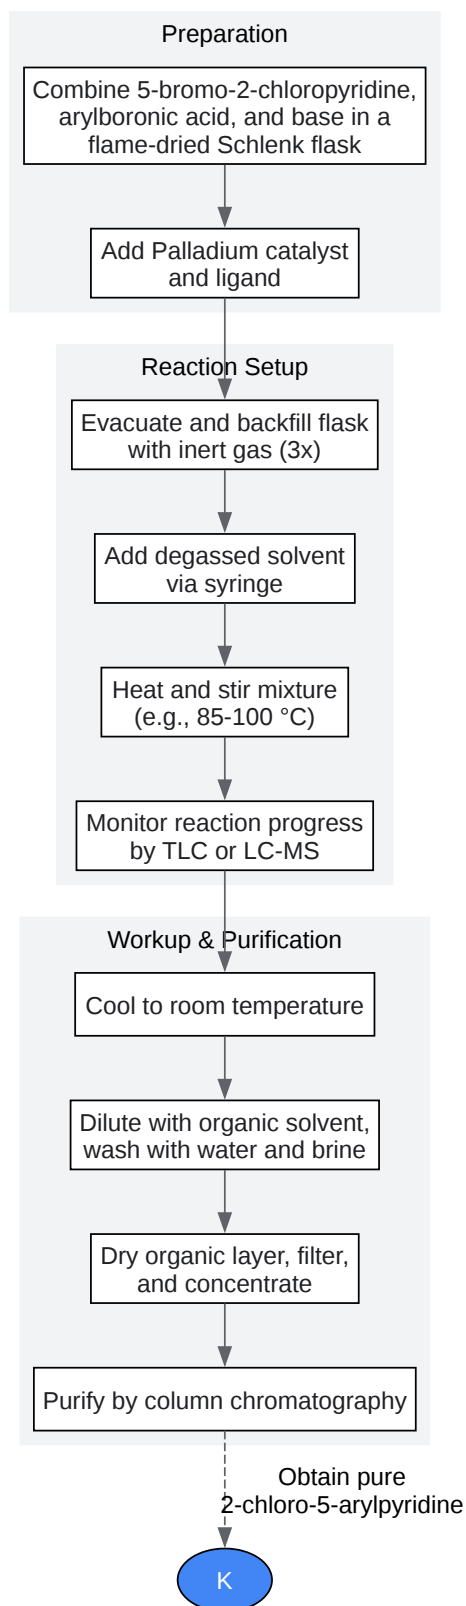 Preparation
Combine 5-bromo-2-chloropyridine,
arylboronic acid, and base in a
flame-dried Schlenk flask
Add Palladium catalyst
and ligand
Reaction Setup
Evacuate and backfill flask
with inert gas (3x)
Add degassed solvent
via syringe
Heat and stir mixture
(e.g., 85-100 °C)
Monitor reaction progress
by TLC or LC-MS
Workup & Purification
Cool to room temperature
Dilute with organic solvent,
wash with water and brine
Dry organic layer, filter,
and concentrate
Purify by column chromatography
Obtain pure
2-chloro-5-arylpyridine
K